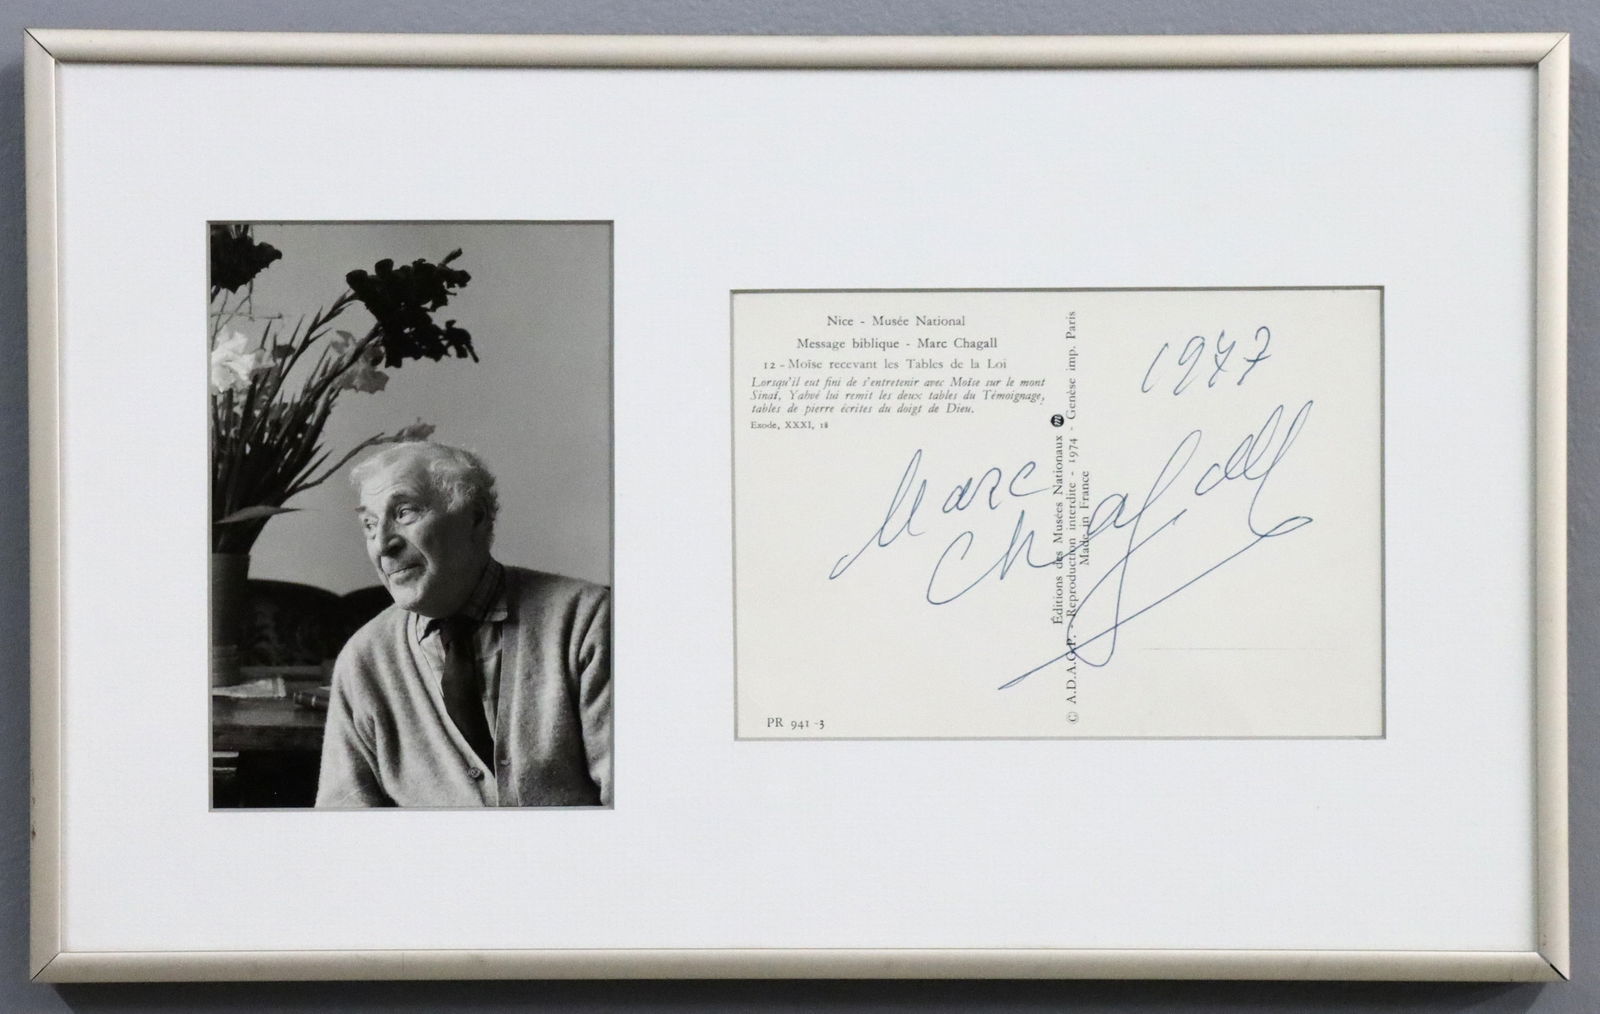 Nice - Musée National
Message biblique - Marc Chagall
12 - Moïse recevant les Tables de la Loi
Lorsqu'il eut fini de s'entretenir avec Moïse sur le mont
Sinaï, Yahvé lui remit les deux tables du Témoignage,
tables de pierre écrites du doigt de Dieu.
Exode, XXXI, 18
PR 941 -3
Éditions des Musées Nationaux m
© A.D.A.G.P. - Reproduction interdite - 1974 - Genèse imp. Paris
Made in France
1977
Marc
Chagall